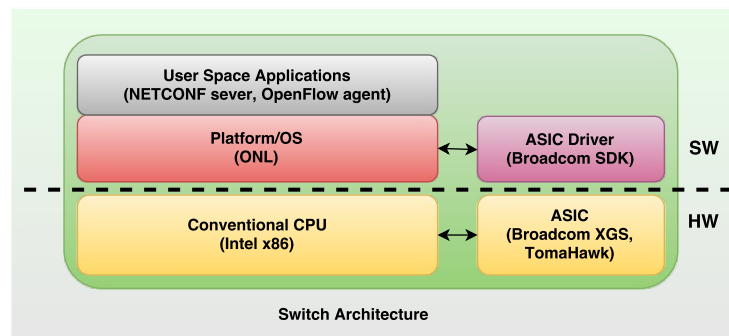 User Space Applications
(NETCONF sever, OpenFlow agent)
Platform/OS
(ONL)
ASIC Driver
(Broadcom SDK)
SW
Conventional CPU
(Intel x86)
ASIC
(Broadcom XGS,
TomaHawk)
HW
Switch Architecture